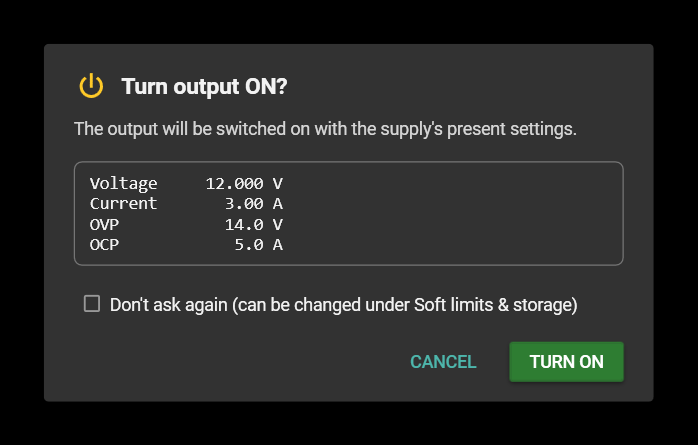 Turn output ON?
The output will be switched on with the supply's present settings.
Voltage 12.000 V
Current 3.00 A
OVP 14.0 V
OCP 5.0 A
Don't ask again (can be changed under Soft limits & storage)
CANCEL TURN ON